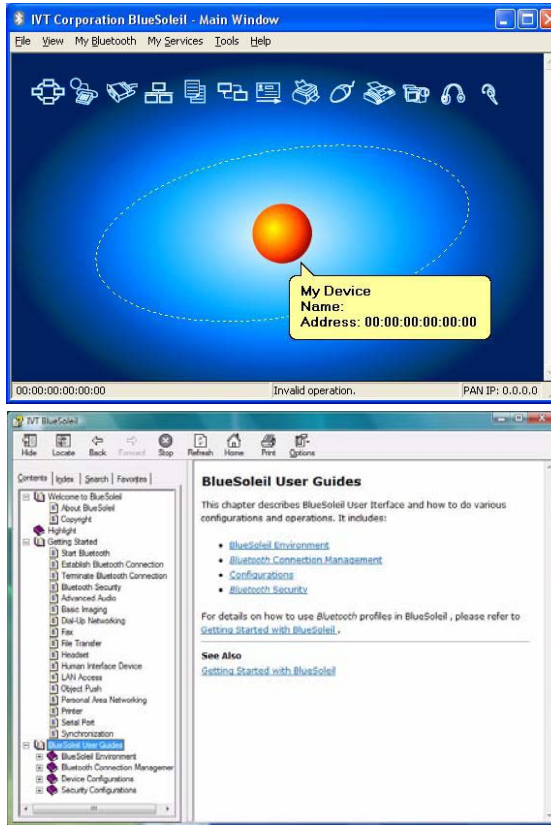 IVT Corporation BlueSoleil - Main Window
File View My Bluetooth My Services Tools Help
My Device
Name:
Address: 00:00:00:00:00:00
00:00:00:00:00:00 Invalid operation. PAN IP: 0.0.0.0
IVT BlueSoleil
Hide Locate Back Forward Stop Refresh Home Print Options
Contents Index Search Favorites
Welcome to BlueSoleil
About BlueSoleil
Copyright
Highlight
Getting Started
Start Bluetooth
Establish Bluetooth Connection
Terminate Bluetooth Connection
Bluetooth Security
Advanced Audio
Basic Imaging
Dial-Up Networking
Fax
File Transfer
Headset
Human Interface Device
LAN Access
Object Push
Personal Area Networking
Printer
Serial Port
Synchronization
BlueSoleil User Guides
BlueSoleil Environment
Bluetooth Connection Managemer
Device Configurations
Security Configurations
BlueSoleil User Guides
This chapter describes BlueSoleil User Iterface and how to do various
configurations and operations. It includes:
• BlueSoleil Environment
• Bluetooth Connection Management
• Configurations
• Bluetooth Security
For details on how to use Bluetooth profiles in BlueSoleil , please refer to
Getting Started with BlueSoleil .
See Also
Getting Started with BlueSoleil